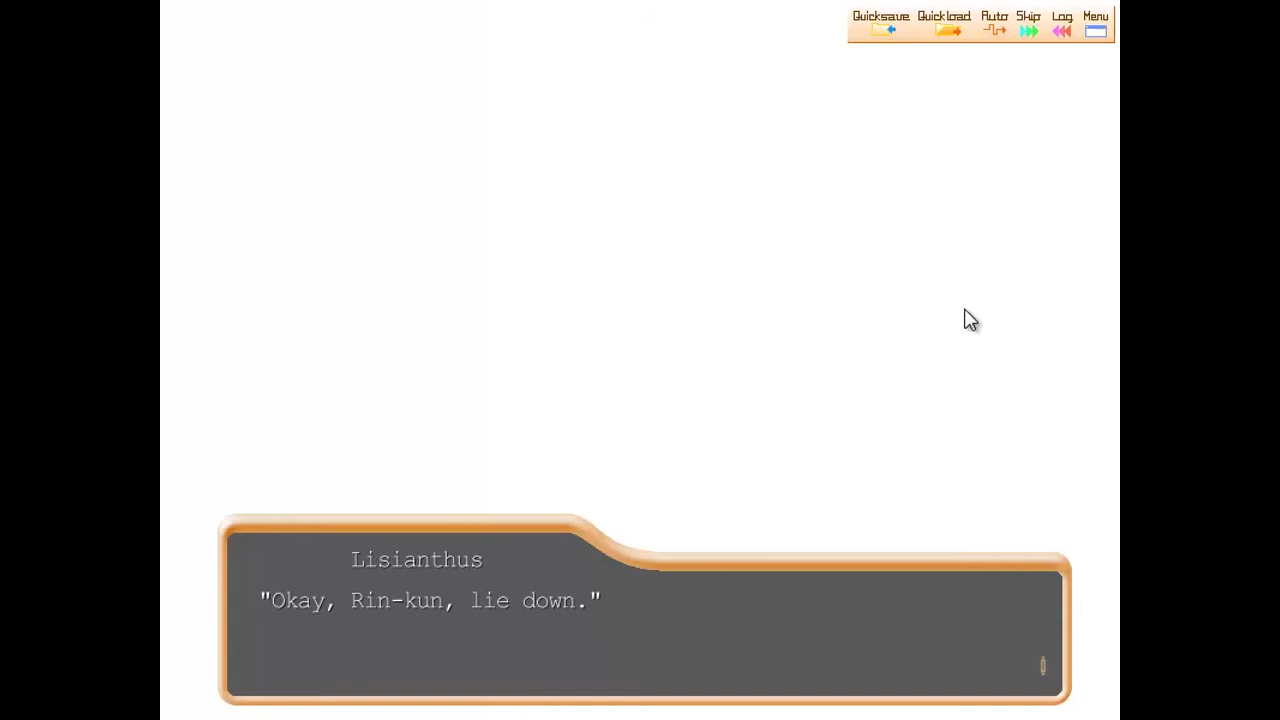 Quicksave Quickload Auto Skip Log Menu
Lisianthus
"Okay, Rin-kun, lie down."